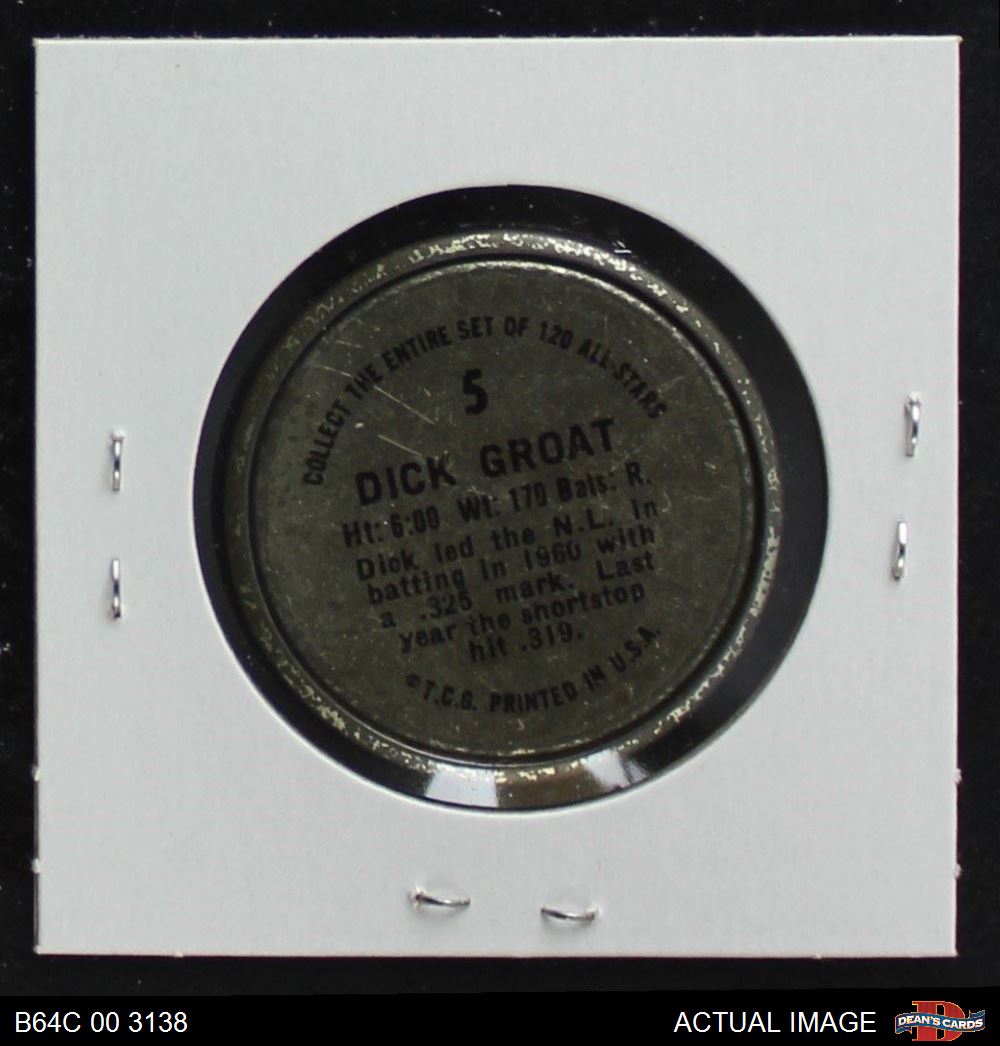 COLLECT THE ENTIRE SET OF 120 ALL-STARS
5
DICK GROAT
Ht: 6:00 Wt: 170 Bats: R.
Dick led the N.L. in
batting in 1960 with
a .325 mark. Last
year the shortstop
hit .319.
©T.C.G. PRINTED IN U.S.A.
B64C 00 3138
ACTUAL IMAGE
DEAN'S CARDS